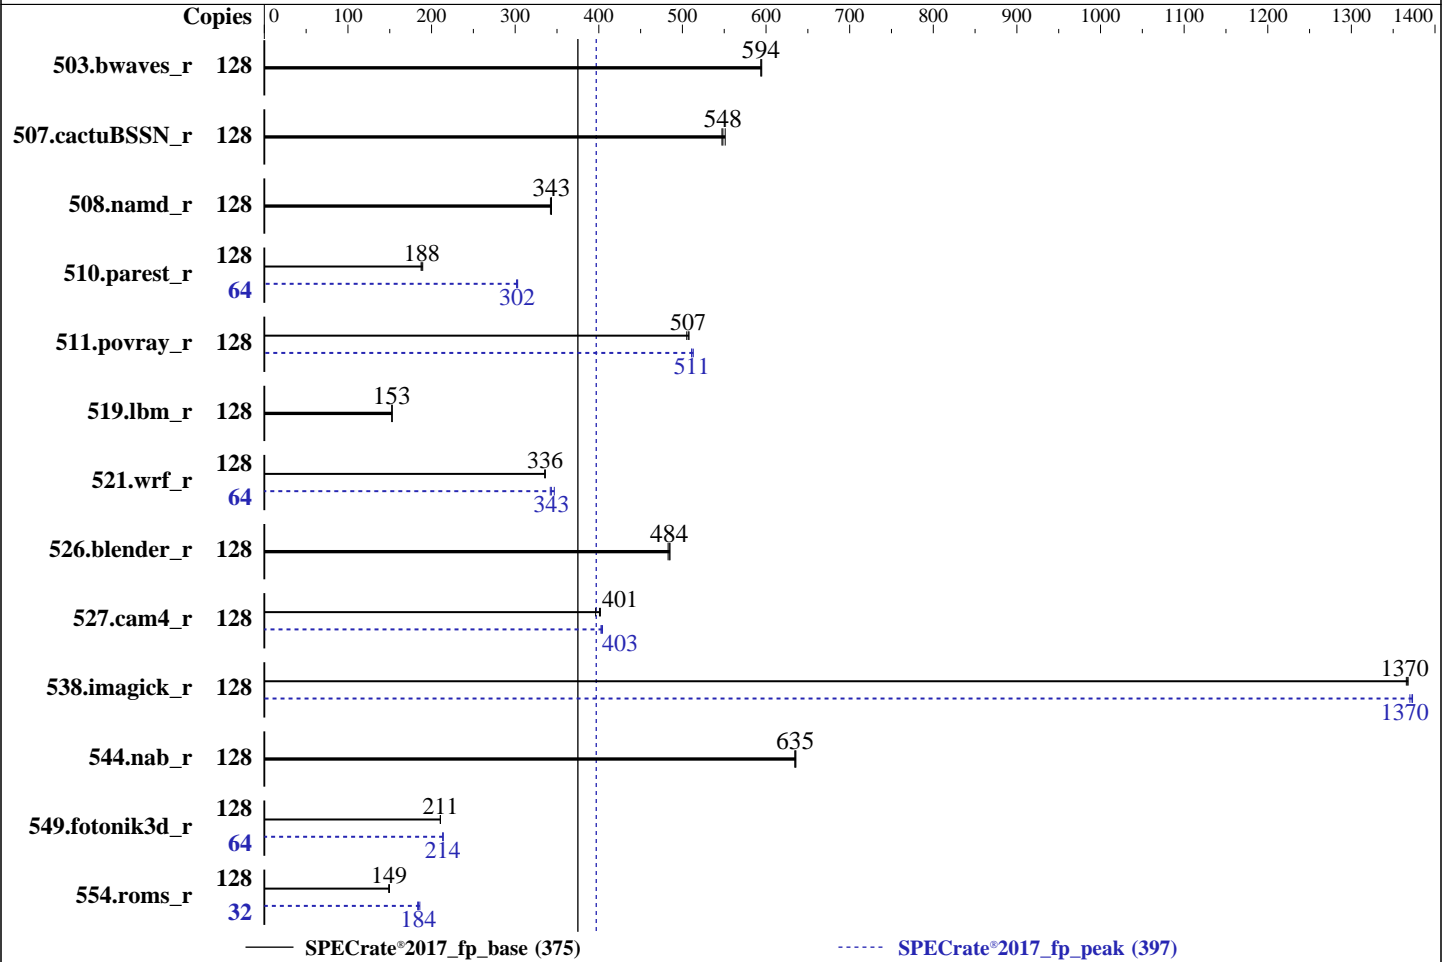 Copies 0 100 200 300 400 500 600 700 800 900 1000 1100 1200 1300 1400
594
503.bwaves_r 128
548
507.cactuBSSN_r 128
343
508.namd_r 128
128 188
510.parest_r
64 302
507
511.povray_r 128
511
153
519.lbm_r 128
128 336
521.wrf_r
64 343
484
526.blender_r 128
401
527.cam4_r 128
403
1370
538.imagick_r 128
1370
635
544.nab_r 128
128 211
549.fotonik3d_r
64 214
128 149
554.roms_r
32 184
SPECrate®2017_fp_base (375) SPECrate®2017_fp_peak (397)